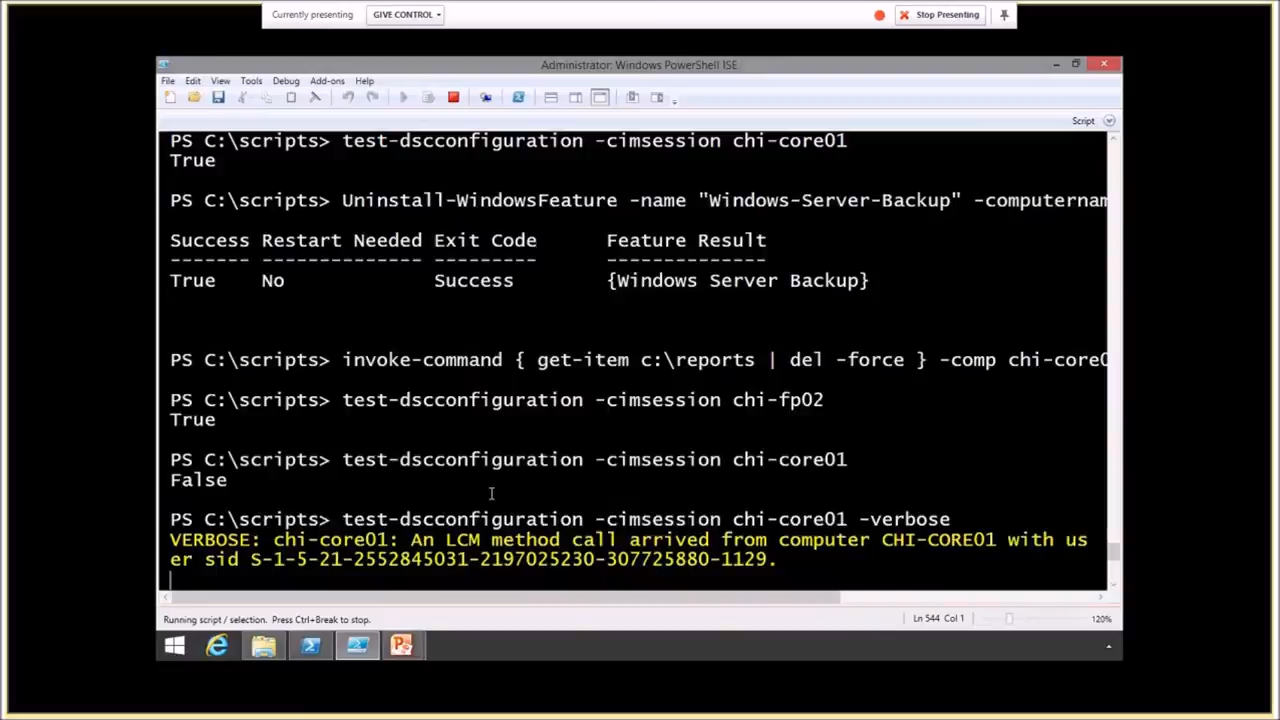 Currently presenting
GIVE CONTROL
Stop Presenting
Administrator: Windows PowerShell ISE
File Edit View Tools Debug Add-ons Help
Script
PS C:\scripts> test-dscconfiguration -cimsession chi-core01
True
PS C:\scripts> Uninstall-WindowsFeature -name "Windows-Server-Backup" -computernam
Success Restart Needed Exit Code Feature Result
------- -------------- --------- --------------
True No Success {Windows Server Backup}
PS C:\scripts> invoke-command { get-item c:\reports | del -force } -comp chi-core0
PS C:\scripts> test-dscconfiguration -cimsession chi-fp02
True
PS C:\scripts> test-dscconfiguration -cimsession chi-core01
False
PS C:\scripts> test-dscconfiguration -cimsession chi-core01 -verbose
VERBOSE: chi-core01: An LCM method call arrived from computer CHI-CORE01 with us
er sid S-1-5-21-2552845031-2197025230-307725880-1129.
Running script / selection. Press Ctrl+Break to stop.
Ln 544 Col 1
120%